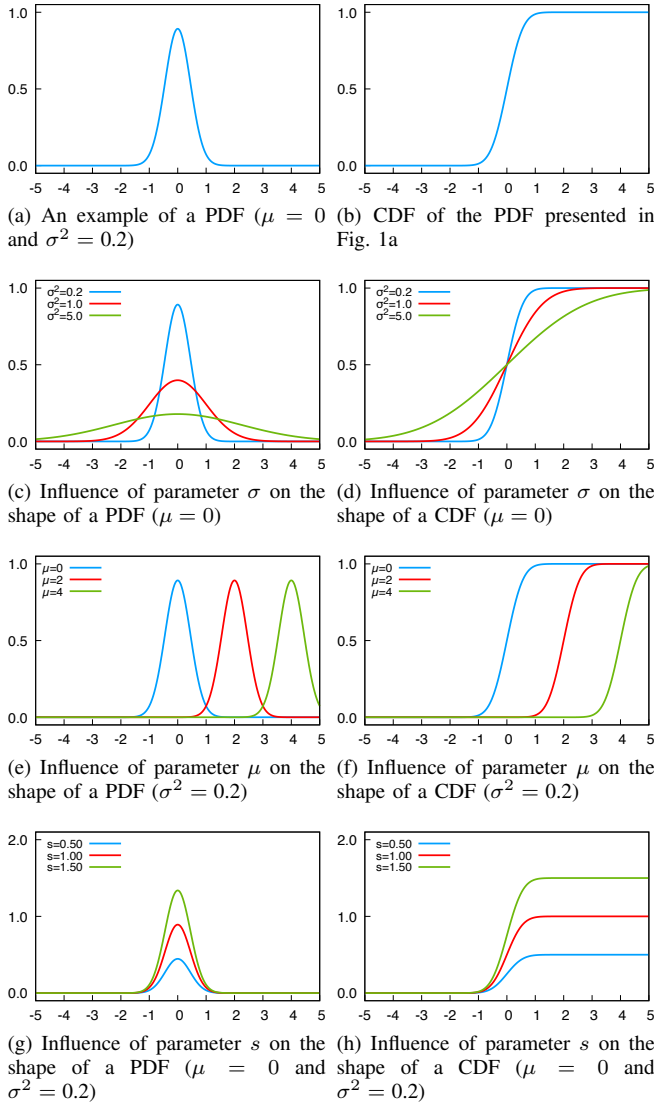 1.0
0.5
0.0
-5 -4 -3 -2 -1 0 1 2 3 4 5
(a) An example of a PDF (μ = 0
and σ² = 0.2)
1.0
0.5
0.0
-5 -4 -3 -2 -1 0 1 2 3 4 5
(b) CDF of the PDF presented in
Fig. 1a
σ²=0.2
σ²=1.0
σ²=5.0
1.0
0.5
0.0
-5 -4 -3 -2 -1 0 1 2 3 4 5
(c) Influence of parameter σ on the
shape of a PDF (μ = 0)
σ²=0.2
σ²=1.0
σ²=5.0
1.0
0.5
0.0
-5 -4 -3 -2 -1 0 1 2 3 4 5
(d) Influence of parameter σ on the
shape of a CDF (μ = 0)
μ=0
μ=2
μ=4
1.0
0.5
0.0
-5 -4 -3 -2 -1 0 1 2 3 4 5
(e) Influence of parameter μ on the
shape of a PDF (σ² = 0.2)
μ=0
μ=2
μ=4
1.0
0.5
0.0
-5 -4 -3 -2 -1 0 1 2 3 4 5
(f) Influence of parameter μ on the
shape of a CDF (σ² = 0.2)
s=0.50
s=1.00
s=1.50
2.0
1.0
0.0
-5 -4 -3 -2 -1 0 1 2 3 4 5
(g) Influence of parameter s on the
shape of a PDF (μ = 0 and
σ² = 0.2)
s=0.50
s=1.00
s=1.50
2.0
1.0
0.0
-5 -4 -3 -2 -1 0 1 2 3 4 5
(h) Influence of parameter s on the
shape of a CDF (μ = 0 and
σ² = 0.2)